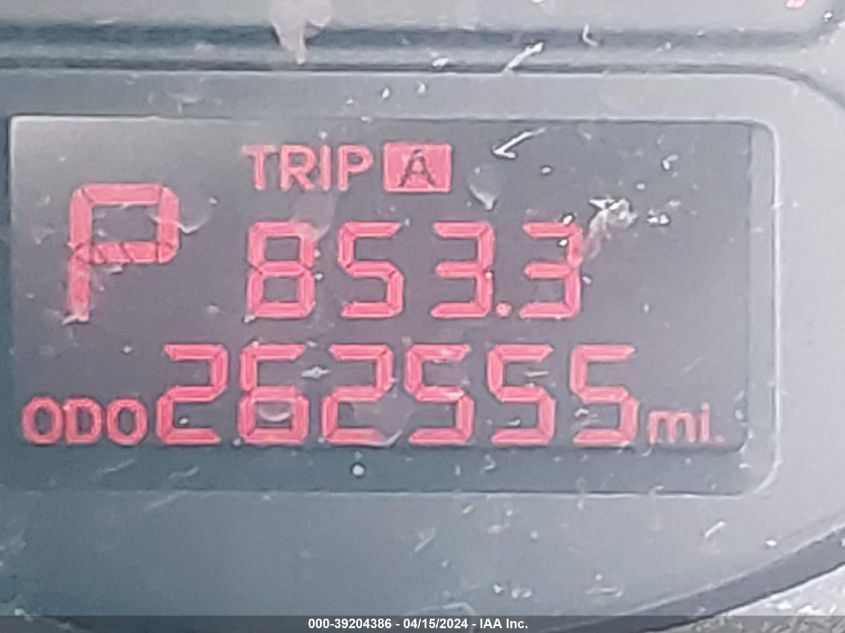 TRIP A
P 853.3
ODO 262555 mi.
000-39204386 - 04/15/2024 - IAA Inc.